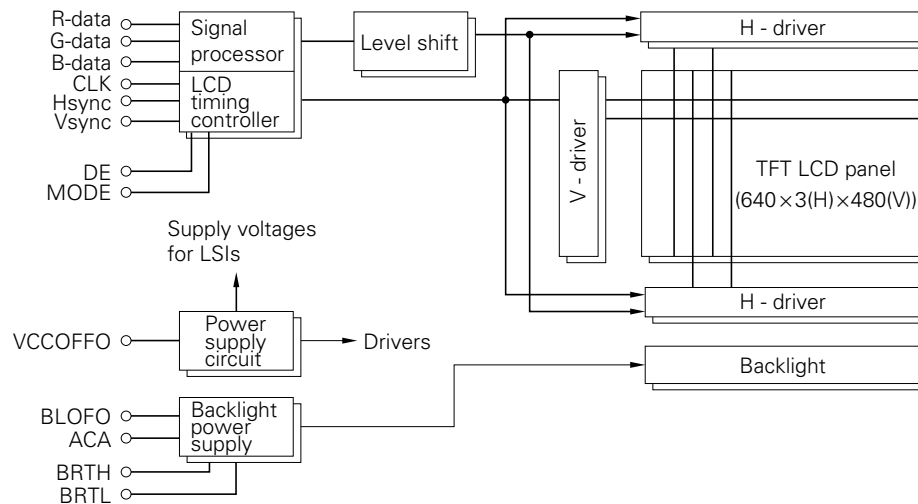 R-data
G-data
B-data
CLK
Hsync
Vsync
DE
MODE
Signal
processor
LCD
timing
controller
Level shift
H - driver
V - driver
TFT LCD panel
(640×3(H)×480(V))
H - driver
Supply voltages
for LSIs
VCCOFFO
Power
supply
circuit
Drivers
Backlight
BLOFO
ACA
BRTH
BRTL
Backlight
power
supply